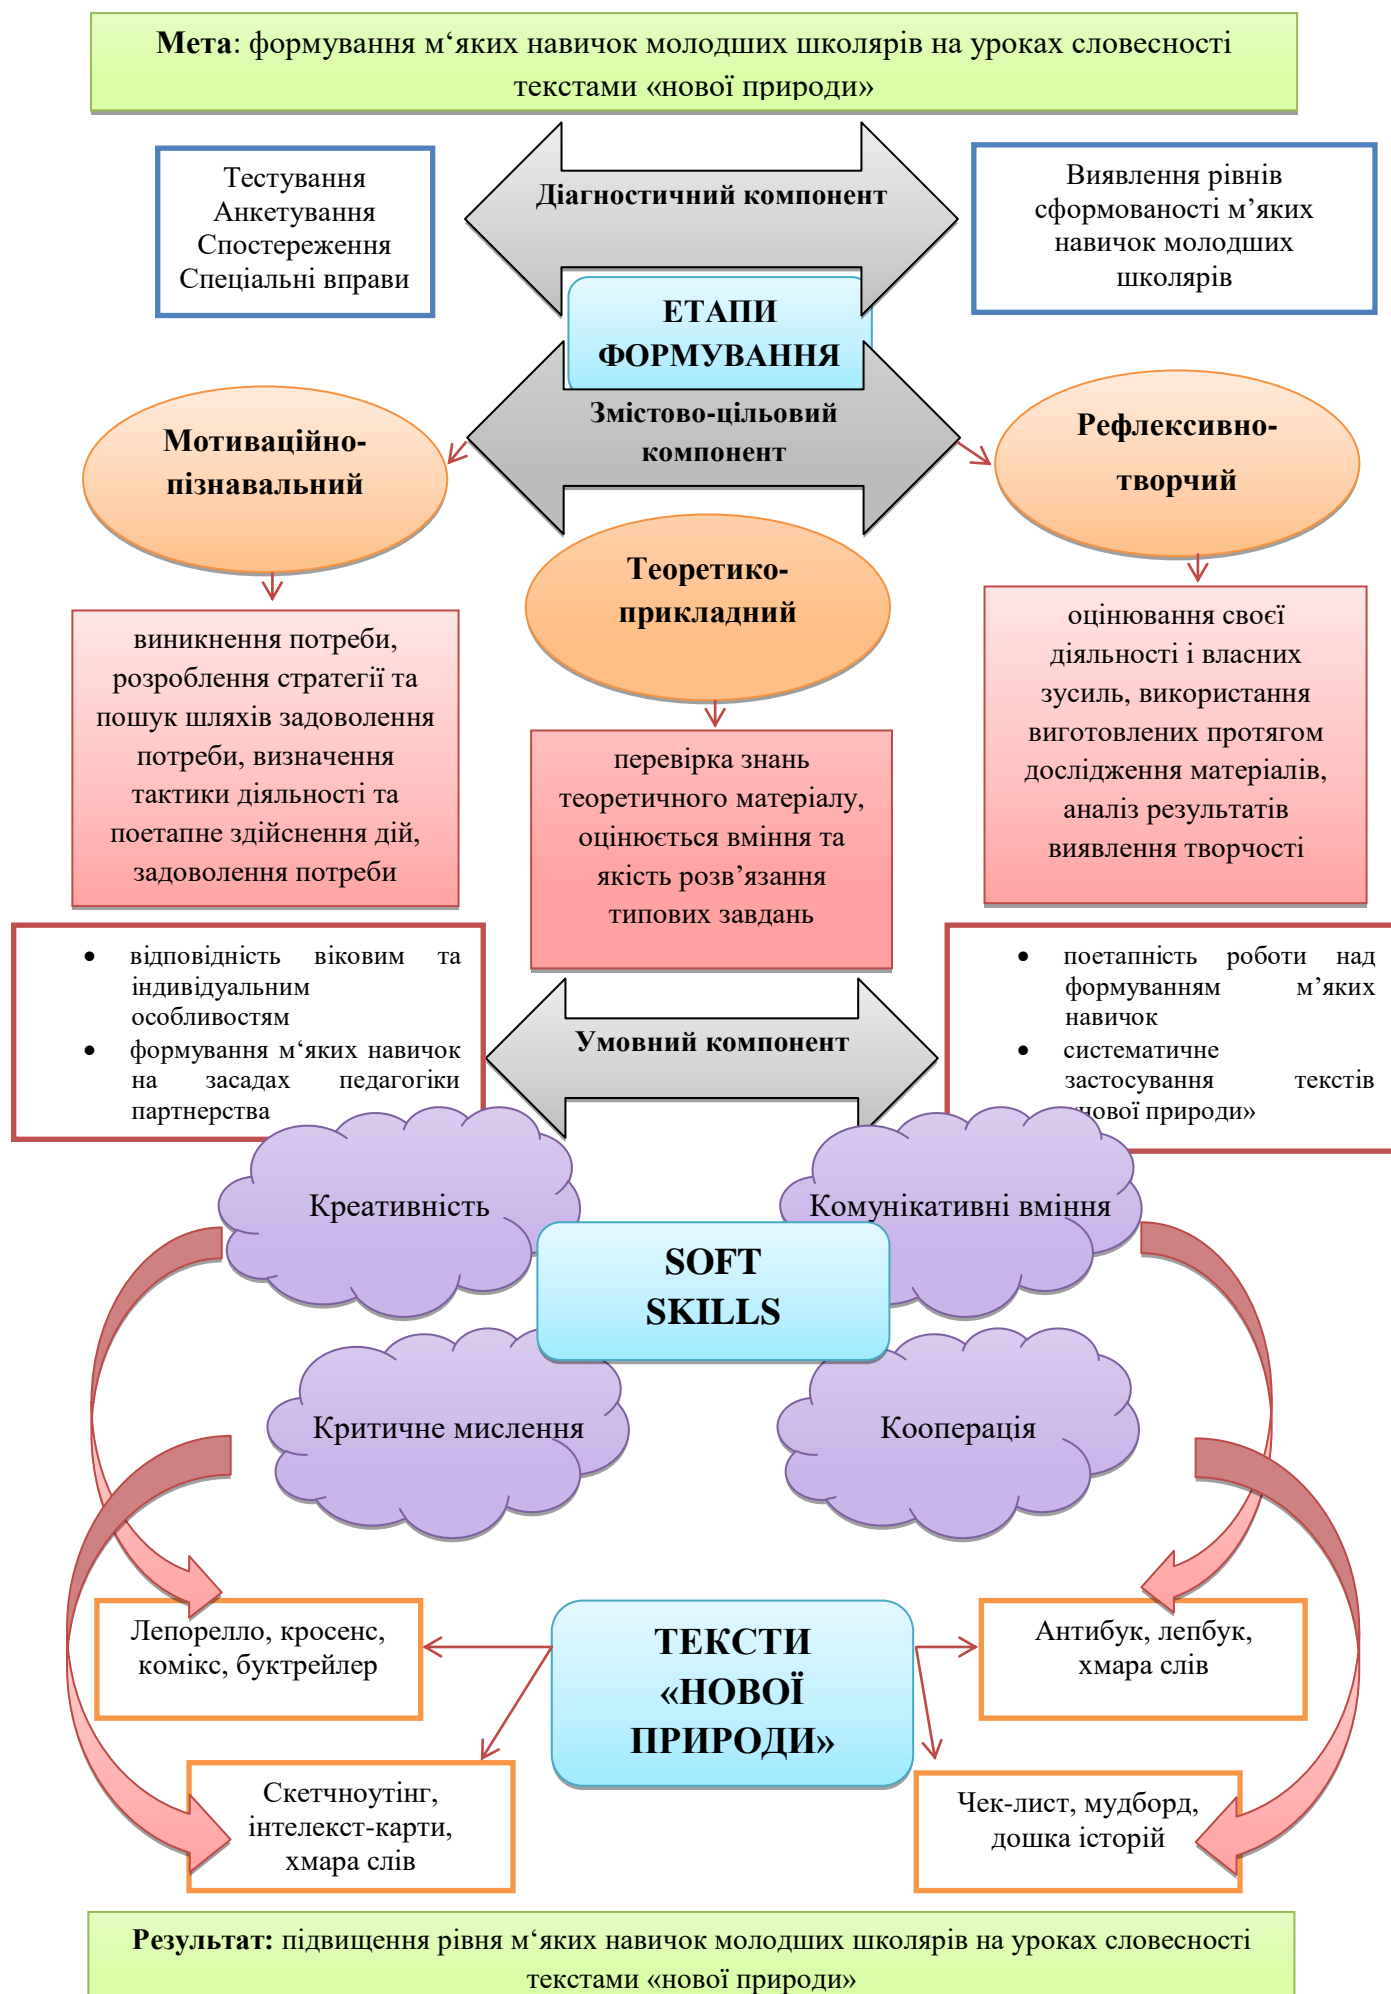 Мета: формування м‘яких навичок молодших школярів на уроках словесності
текстами «нової природи»
Тестування
Анкетування
Спостереження
Спеціальні вправи
Діагностичний компонент
Виявлення рівнів
сформованості м’яких
навичок молодших
школярів
ЕТАПИ
ФОРМУВАННЯ
Змістово-цільовий
компонент
Мотиваційно-
пізнавальний
Рефлексивно-
творчий
Теоретико-
прикладний
виникнення потреби,
розроблення стратегії та
пошук шляхів задоволення
потреби, визначення
тактики діяльності та
поетапне здійснення дій,
задоволення потреби
перевірка знань
теоретичного матеріалу,
оцінюється вміння та
якість розв’язання
типових завдань
оцінювання своєї
діяльності і власних
зусиль, використання
виготовлених протягом
дослідження матеріалів,
аналіз результатів
виявлення творчості
• відповідність віковим та
індивідуальним
особливостям
• формування м‘яких навичок
на засадах педагогіки
партнерства
Умовний компонент
• поетапність роботи над
формуванням м’яких
навичок
• систематичне
застосування текстів
«нової природи»
Креативність
Комунікативні вміння
SOFT
SKILLS
Критичне мислення
Кооперація
Лепорелло, кросенс,
комікс, буктрейлер
ТЕКСТИ
«НОВОЇ
ПРИРОДИ»
Антибук, лепбук,
хмара слів
Скетчноутінг,
інтелект-карти,
хмара слів
Чек-лист, мудборд,
дошка історій
Результат: підвищення рівня м‘яких навичок молодших школярів на уроках словесності
текстами «нової природи»